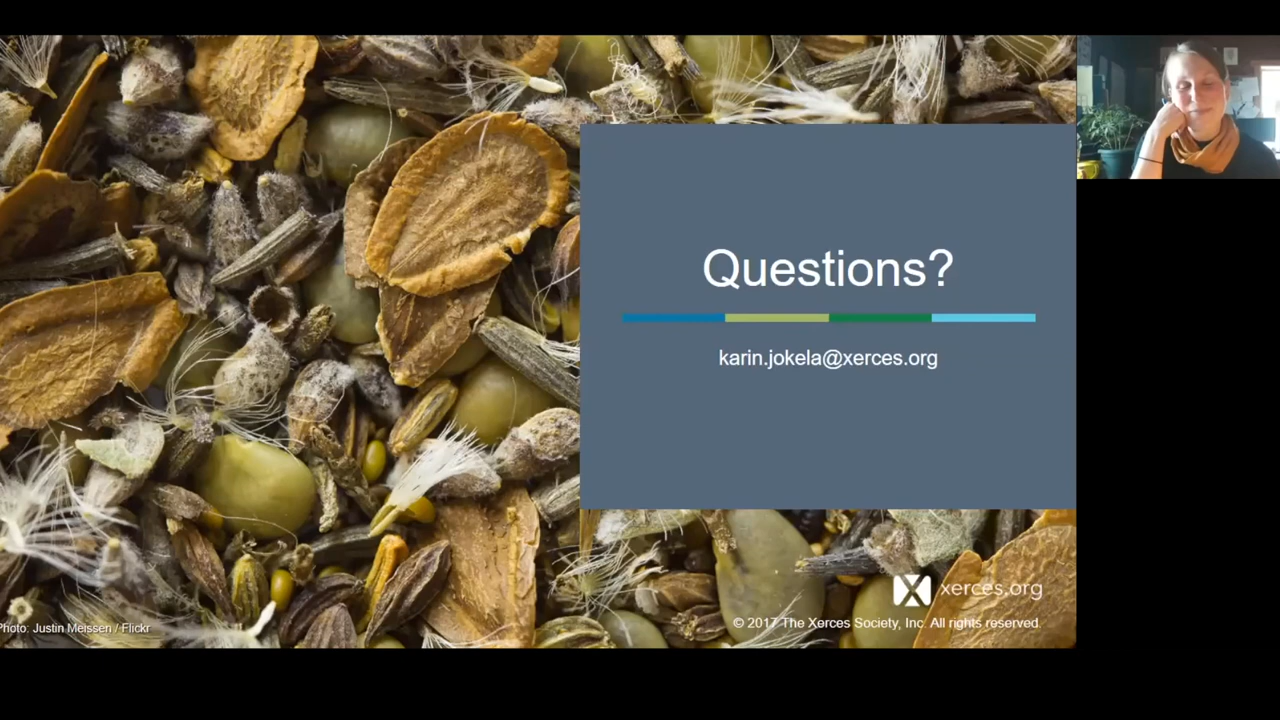 Questions?
karin.jokela@xerces.org
xerces.org
Photo: Justin Meissen / Flickr
© 2017 The Xerces Society, Inc. All rights reserved.